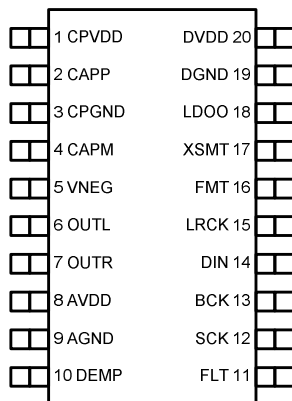 1 CPVDD DVDD 20
2 CAPP DGND 19
3 CPGND LDOO 18
4 CAPM XSMT 17
5 VNEG FMT 16
6 OUTL LRCK 15
7 OUTR DIN 14
8 AVDD BCK 13
9 AGND SCK 12
10 DEMP FLT 11